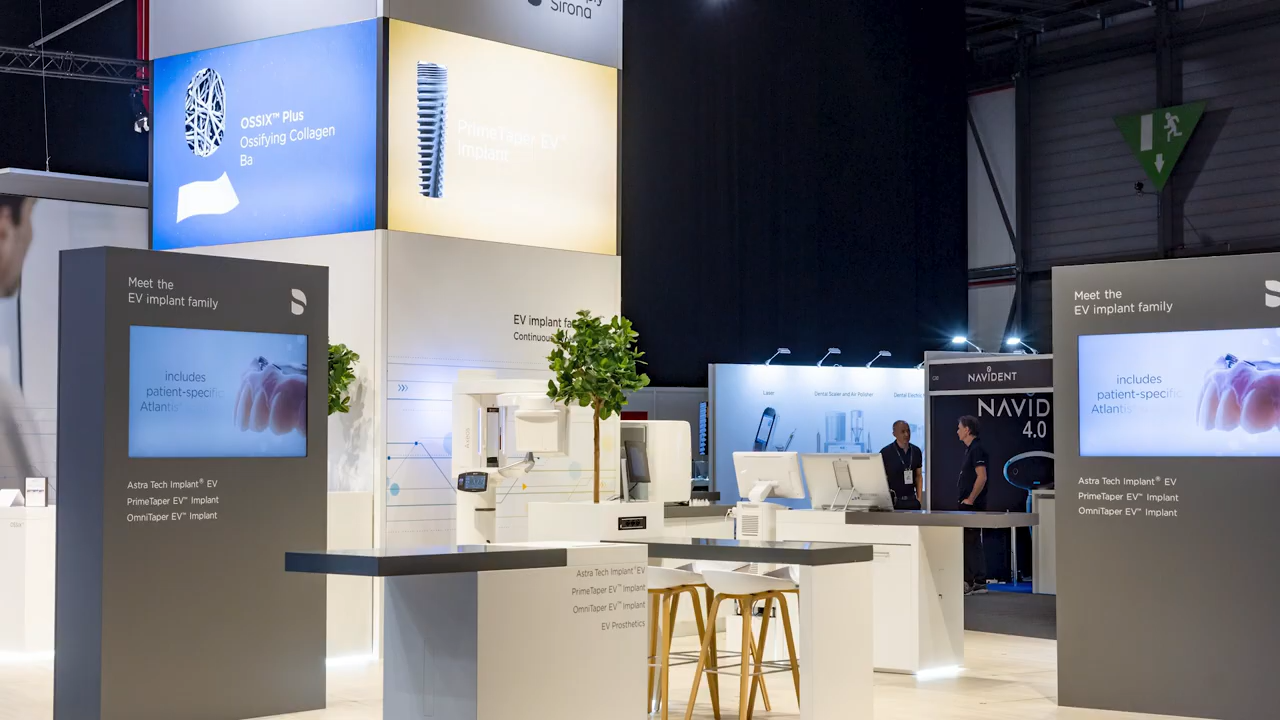 Sirona
OSSIX™ Plus
Ossifying Collagen
Ba
PrimeTaper EV™
Implant
Meet the
EV implant family
includes
patient-specific
Atlantis
Astra Tech Implant® EV
PrimeTaper EV™ Implant
OmniTaper EV™ Implant
EV implant
Continuous
Astra Tech Implant® EV
PrimeTaper EV™ Implant
OmniTaper EV™ Implant
EV Prosthetics
Laser
Dental Scaler and Air Polisher
Dental Electric
NAVIDENT
NAVID
4.0
Meet the
EV implant family
includes
patient-specific
Atlantis
Astra Tech Implant® EV
PrimeTaper EV™ Implant
OmniTaper EV™ Implant